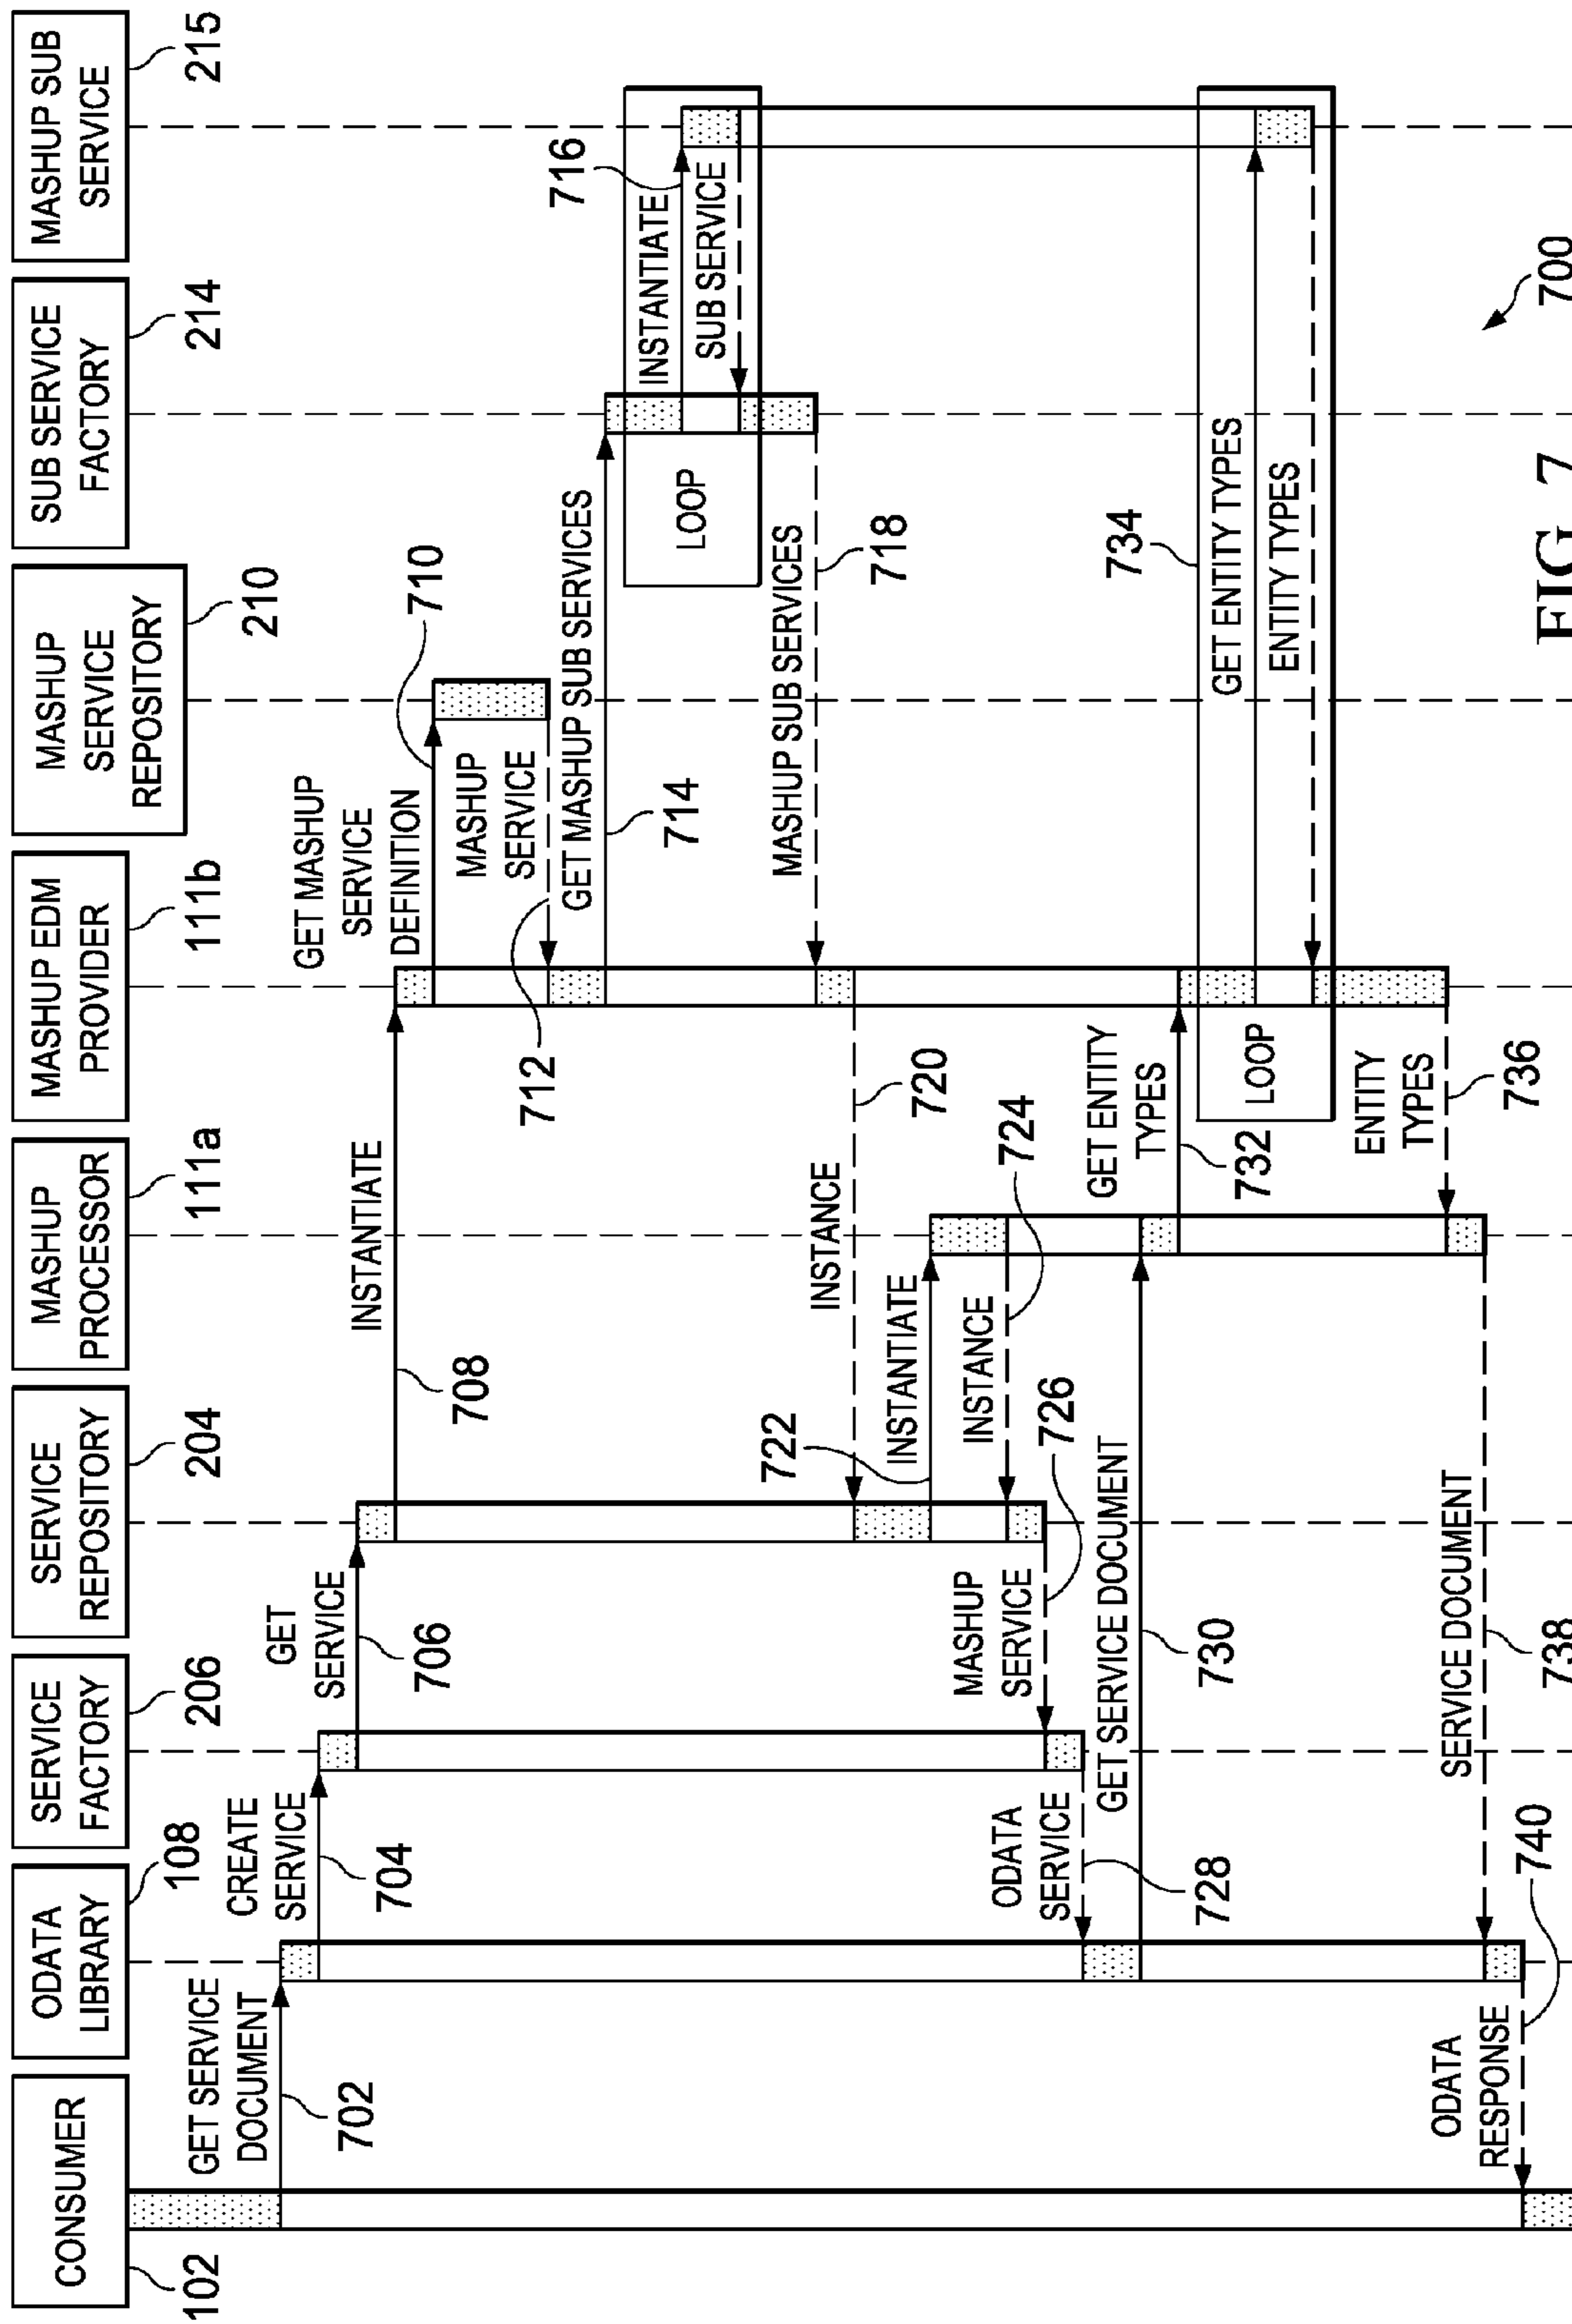 CONSUMER
102
ODATA
LIBRARY
108
SERVICE
FACTORY
206
SERVICE
REPOSITORY
204
MASHUP
PROCESSOR
111a
MASHUP EDM
PROVIDER
111b
MASHUP
SERVICE
REPOSITORY
210
SUB SERVICE
FACTORY
214
MASHUP SUB
SERVICE
215
GET SERVICE
DOCUMENT
702
CREATE
SERVICE
704
GET
SERVICE
706
INSTANTIATE
708
GET MASHUP
SERVICE
DEFINITION
710
MASHUP
SERVICE
712
GET MASHUP SUB SERVICES
714
LOOP
INSTANTIATE
716
SUB SERVICE
MASHUP SUB SERVICES
718
INSTANCE
720
INSTANTIATE
722
INSTANCE
724
MASHUP
SERVICE
726
ODATA
SERVICE
728
GET SERVICE DOCUMENT
730
GET ENTITY
TYPES
732
LOOP
GET ENTITY TYPES
734
ENTITY TYPES
ENTITY
TYPES
736
SERVICE DOCUMENT
738
ODATA
RESPONSE
740
700
FIG. 7